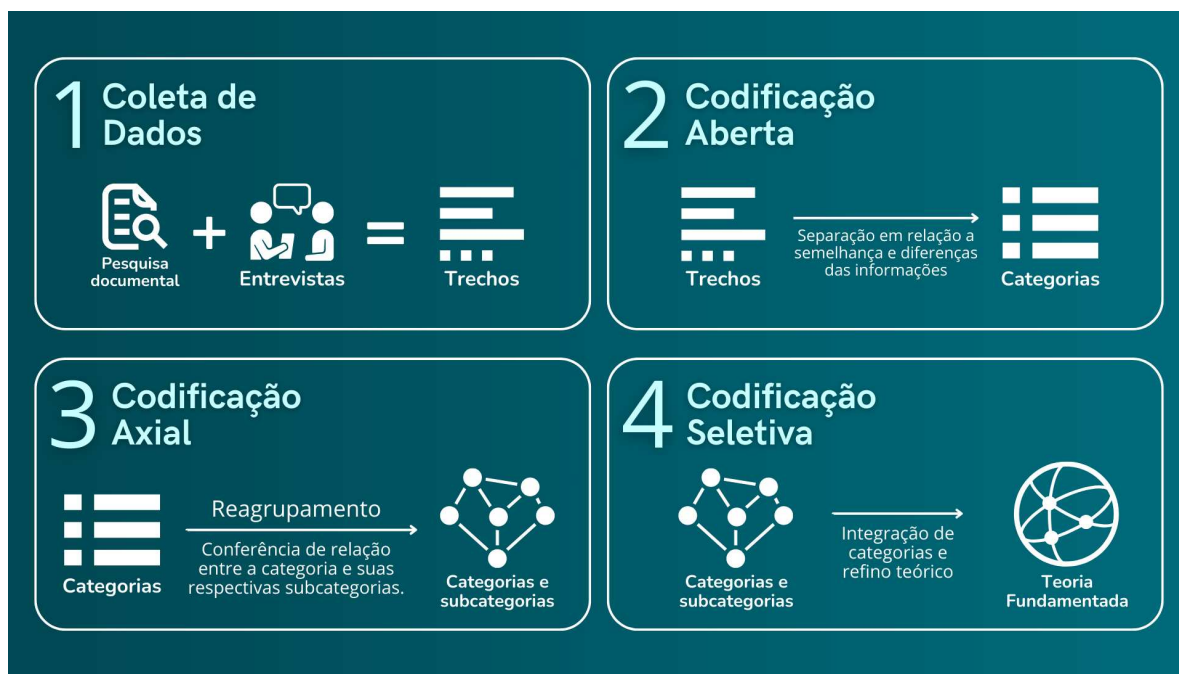 1 Coleta de
Dados
Pesquisa
documental
+
Entrevistas
=
Trechos
2 Codificação
Aberta
Trechos
Separação em relação a
semelhança e diferenças
das informações
Categorias
3 Codificação
Axial
Categorias
Reagrupamento
Conferência de relação
entre a categoria e suas
respectivas subcategorias.
Categorias e
subcategorias
4 Codificação
Seletiva
Categorias e
subcategorias
Integração de
categorias e
refino teórico
Teoria
Fundamentada